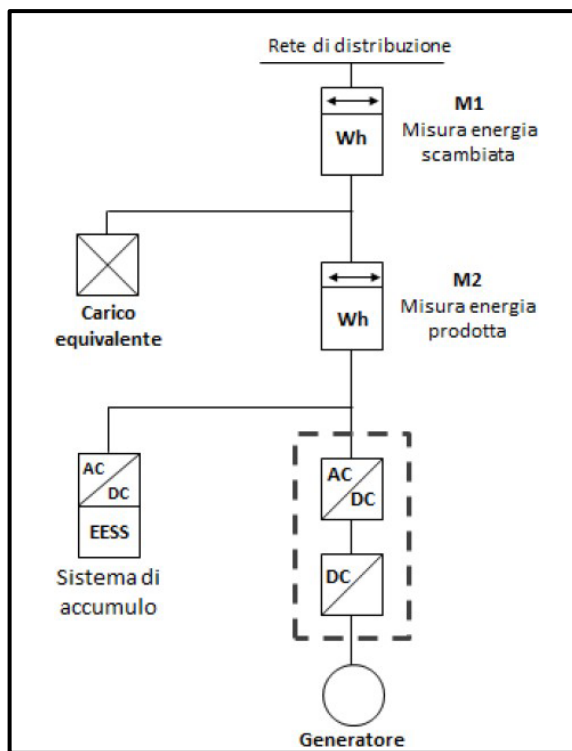 Rete di distribuzione
M1
Misura energia
scambiata
Wh
Carico
equivalente
M2
Misura energia
prodotta
Wh
AC
DC
EESS
Sistema di
accumulo
AC
DC
DC
Generatore